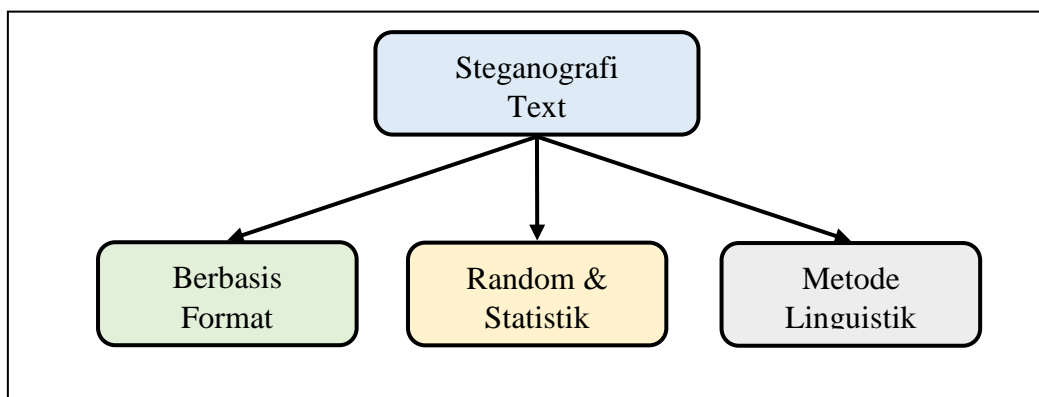 Steganografi
Text
Berbasis
Format
Random &
Statistik
Metode
Linguistik